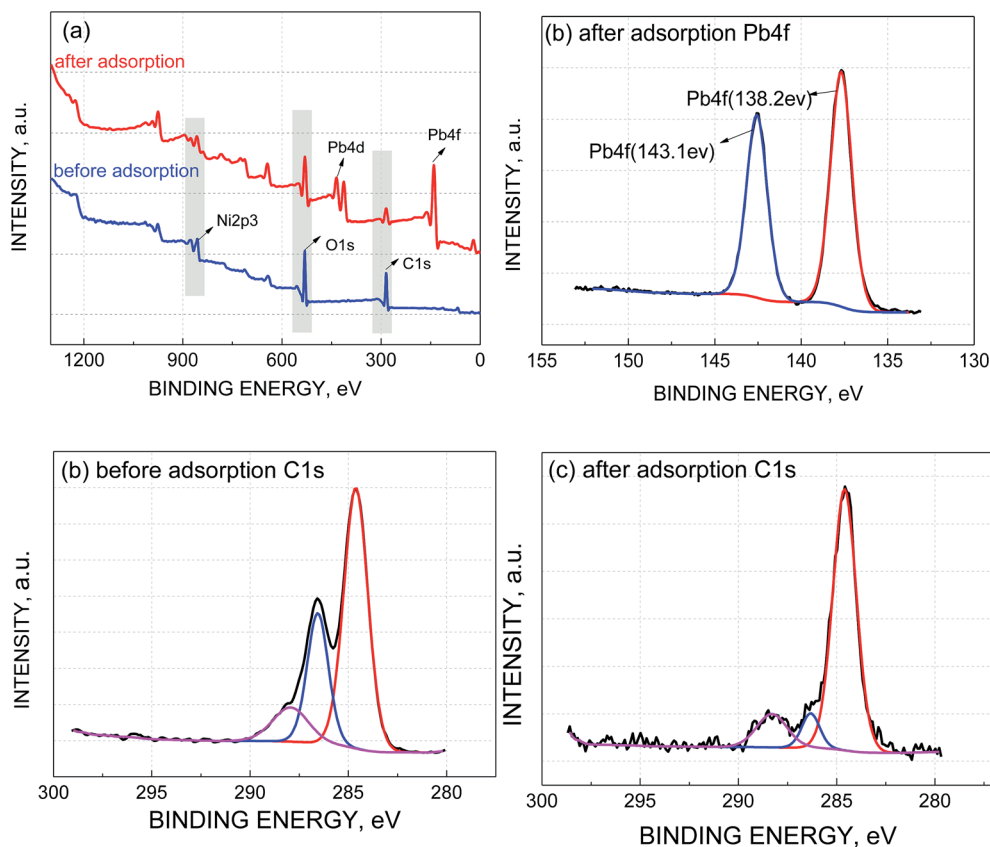 (a)
after adsorption
before adsorption
Ni2p3
O1s
Pb4d
C1s
Pb4f
INTENSITY, a.u.
1200 900 600 300 0
BINDING ENERGY, eV
(b) after adsorption Pb4f
Pb4f(138.2ev)
Pb4f(143.1ev)
INTENSITY, a.u.
155 150 145 140 135 130
BINDING ENERGY, eV
(b) before adsorption C1s
INTENSITY, a.u.
300 295 290 285 280
BINDING ENERGY, eV
(c) after adsorption C1s
INTENSITY, a.u.
300 295 290 285 280
BINDING ENERGY, eV